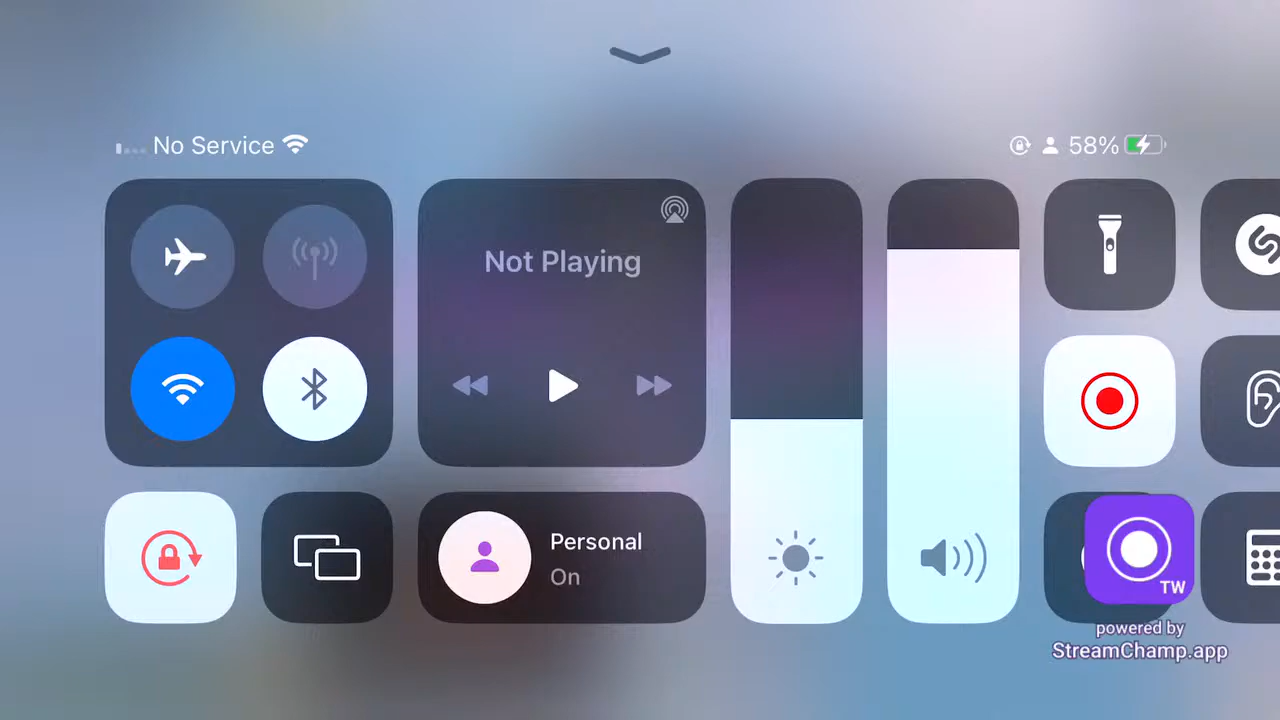 No Service
58%
Not Playing
Personal
On
TW
powered by
StreamChamp.app